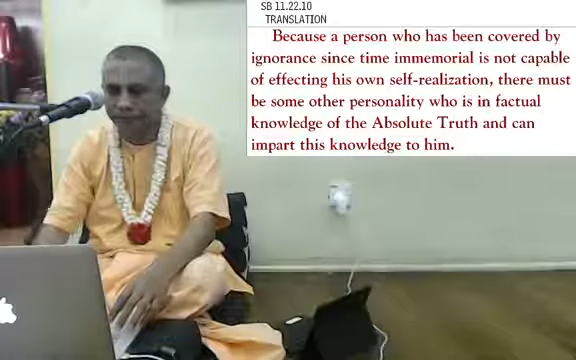 SB 11.22.10
TRANSLATION
Because a person who has been covered by
ignorance since time immemorial is not capable
of effecting his own self-realization, there must
be some other personality who is in factual
knowledge of the Absolute Truth and can
impart this knowledge to him.